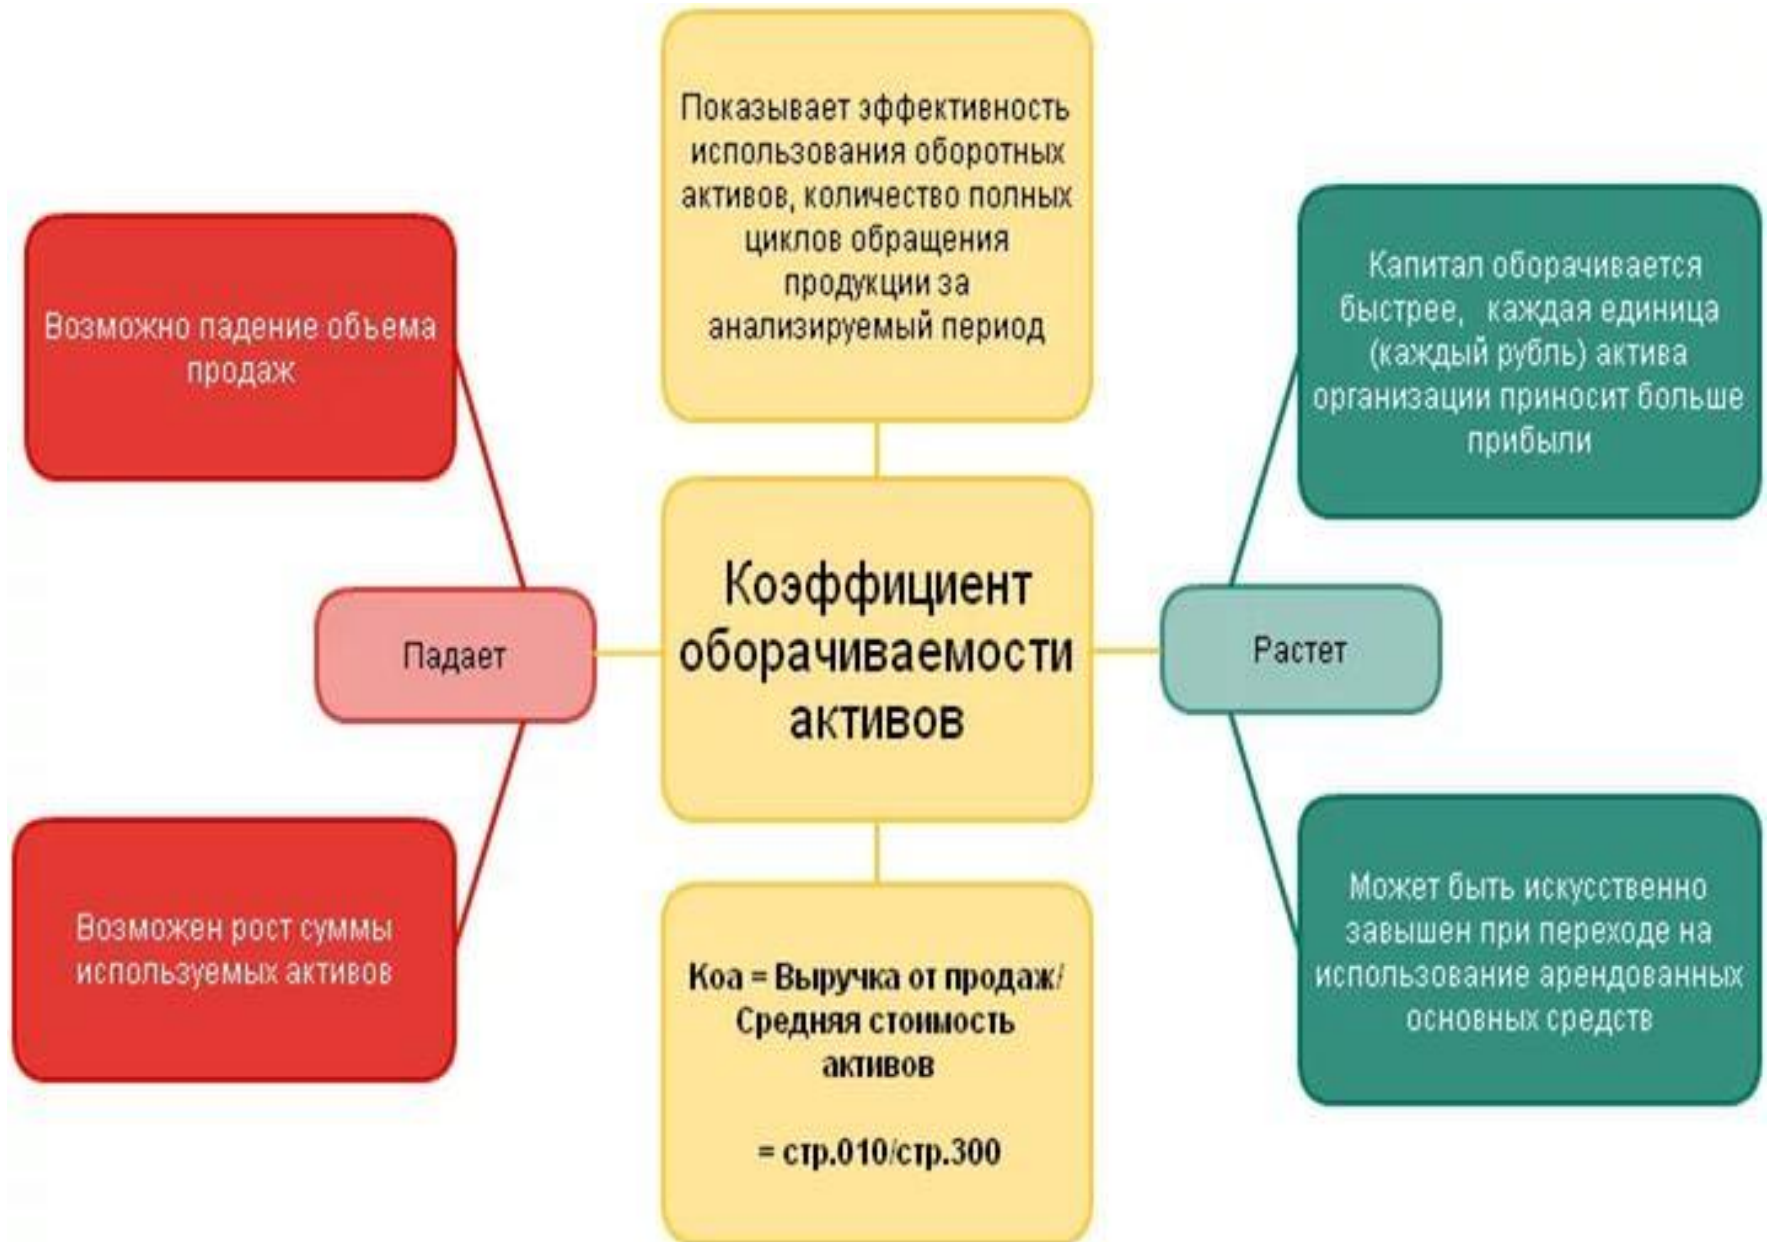 Показывает эффективность
использования оборотных
активов, количество полных
циклов обращения
продукции за
анализируемый период
Возможно падение объема
продаж
Капитал оборачивается
быстрее, каждая единица
(каждый рубль) актива
организации приносит больше
прибыли
Падает
Коэффициент
оборачиваемости
активов
Растет
Возможен рост суммы
используемых активов
Коа = Выручка от продаж/
Средняя стоимость
активов
= стр.010/стр.300
Может быть искусственно
завышен при переходе на
использование арендованных
основных средств